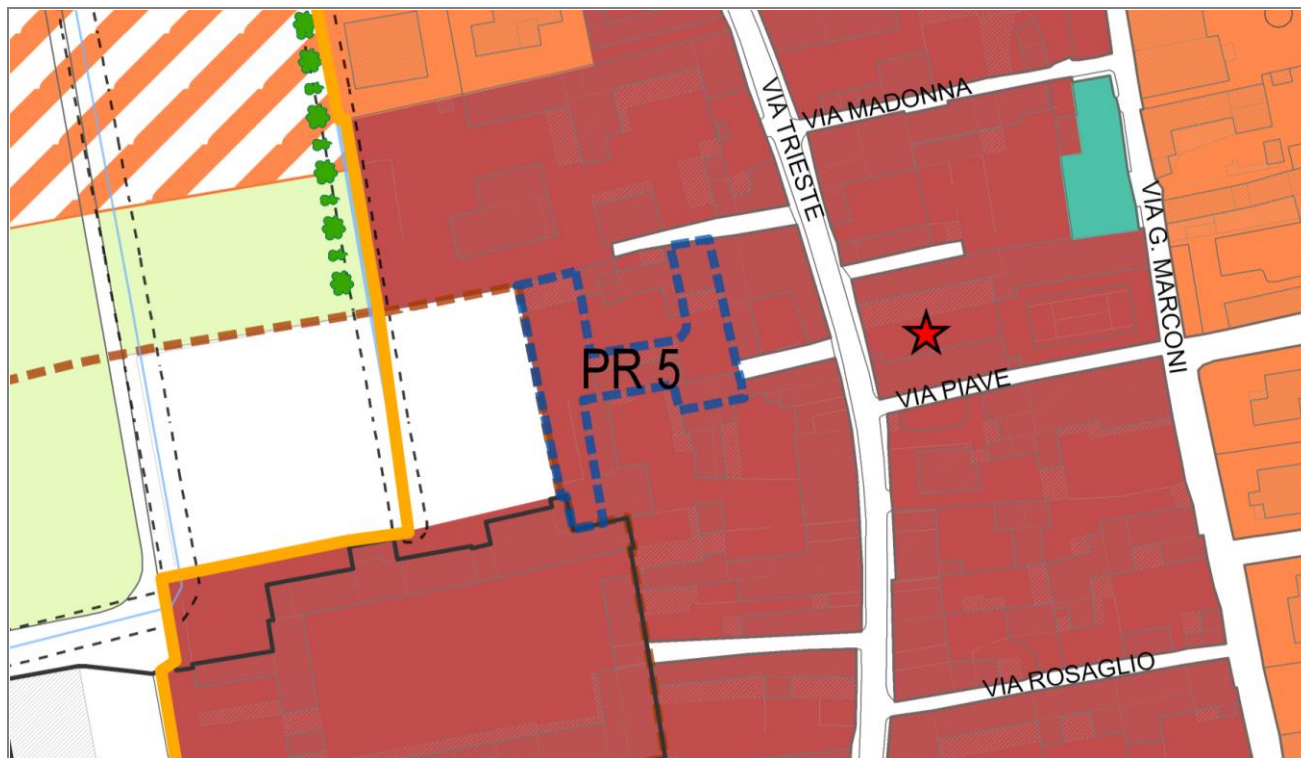 VIA MADONNA
VIA TRIESTE
VIA G. MARCONI
PR 5
VIA PIAVE
VIA ROSAGLIO